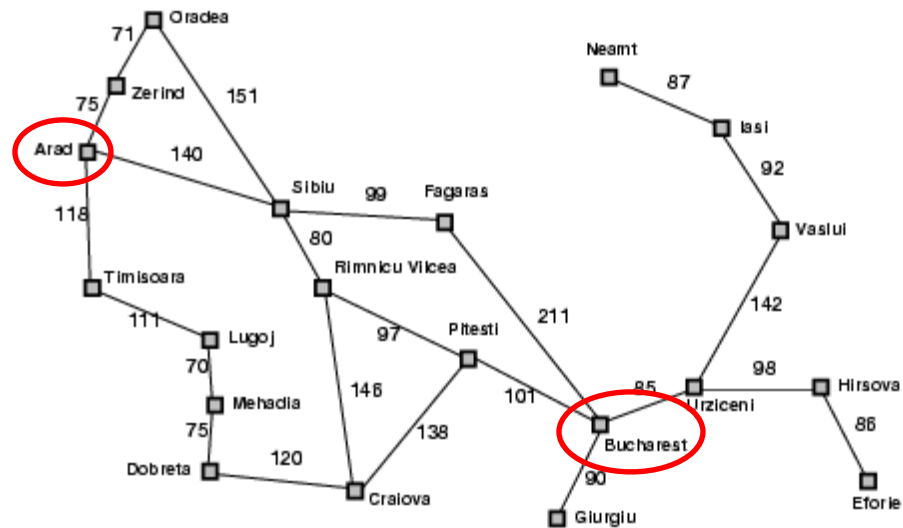 Oradea
71
Neamt
87
Zerind
75
151
Iasi
Arad
140
92
Sibiu
99
Fagaras
118
80
Vaslui
Timisoara
Rimnicu Vilcea
111
211
142
Lugoj
97
Pitesti
70
98
Hirsova
146
101
85
Urziceni
Mehadia
75
138
86
Bucharest
120
Dobreta
90
Craiova
Eforie
Giurgiu